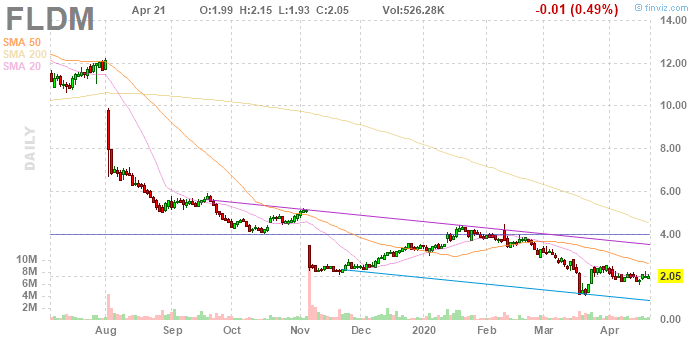 FLDM Apr 21 O:1.99 H:2.15 L:1.93 C:2.05 Vol:526.28K -0.01 (0.49%) © finviz.com
SMA 50
SMA 200
SMA 20
DAILY
14.00
12.00
10.00
8.00
6.00
4.00
2.05
0.00
10M
8M
6M
4M
2M
Aug Sep Oct Nov Dec 2020 Feb Mar Apr